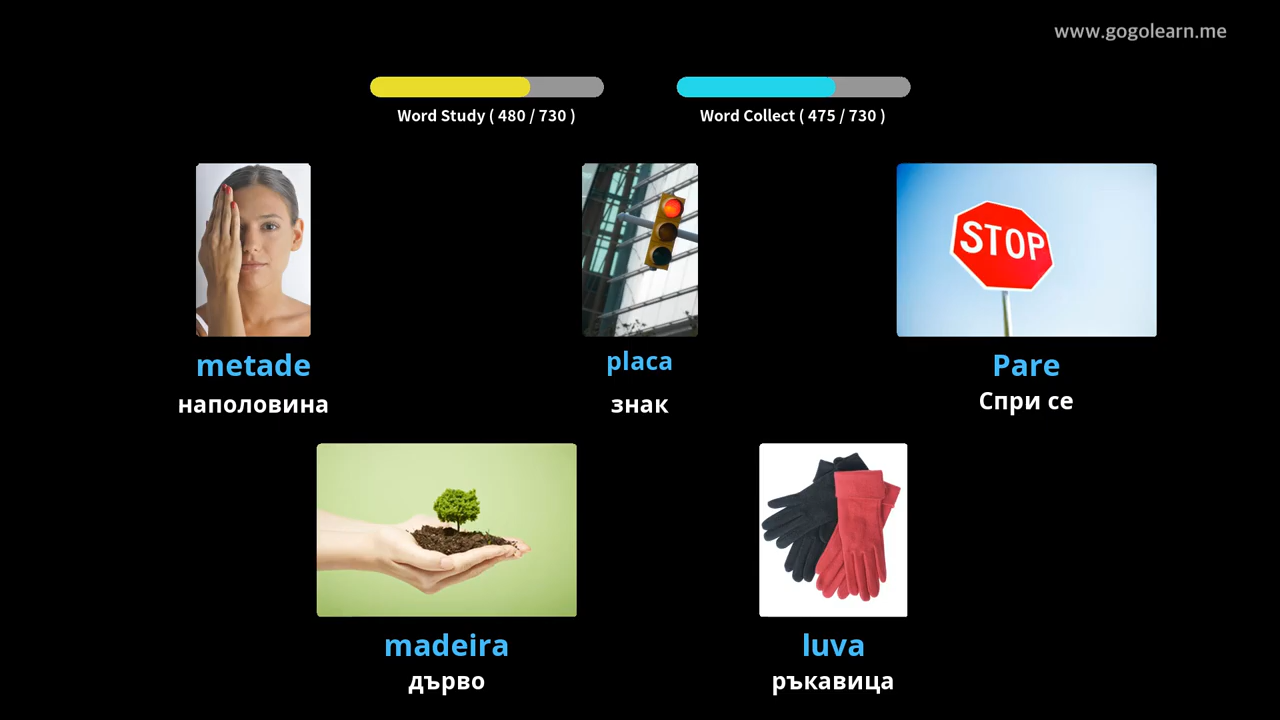 www.gogolearn.me
Word Study ( 480 / 730 )
Word Collect ( 475 / 730 )
STOP
metade
наполовина
placa
знак
Pare
Спри се
madeira
дърво
luva
ръкавица